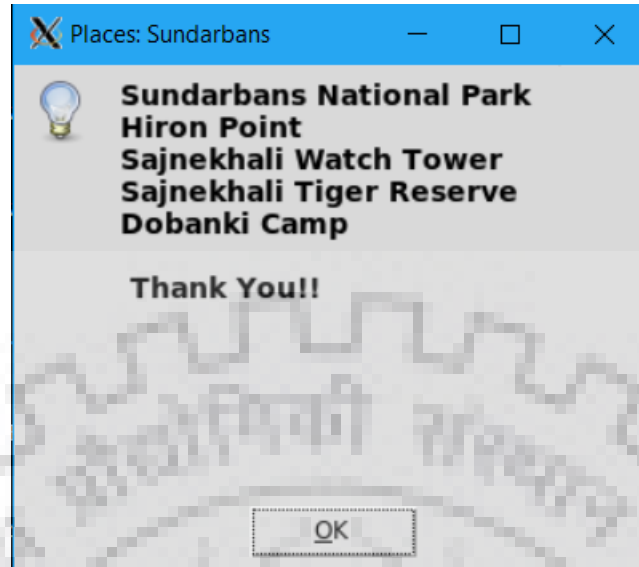 Places: Sundarbans
Sundarbans National Park
Hiron Point
Sajnekhali Watch Tower
Sajnekhali Tiger Reserve
Dobanki Camp
Thank You!!
OK